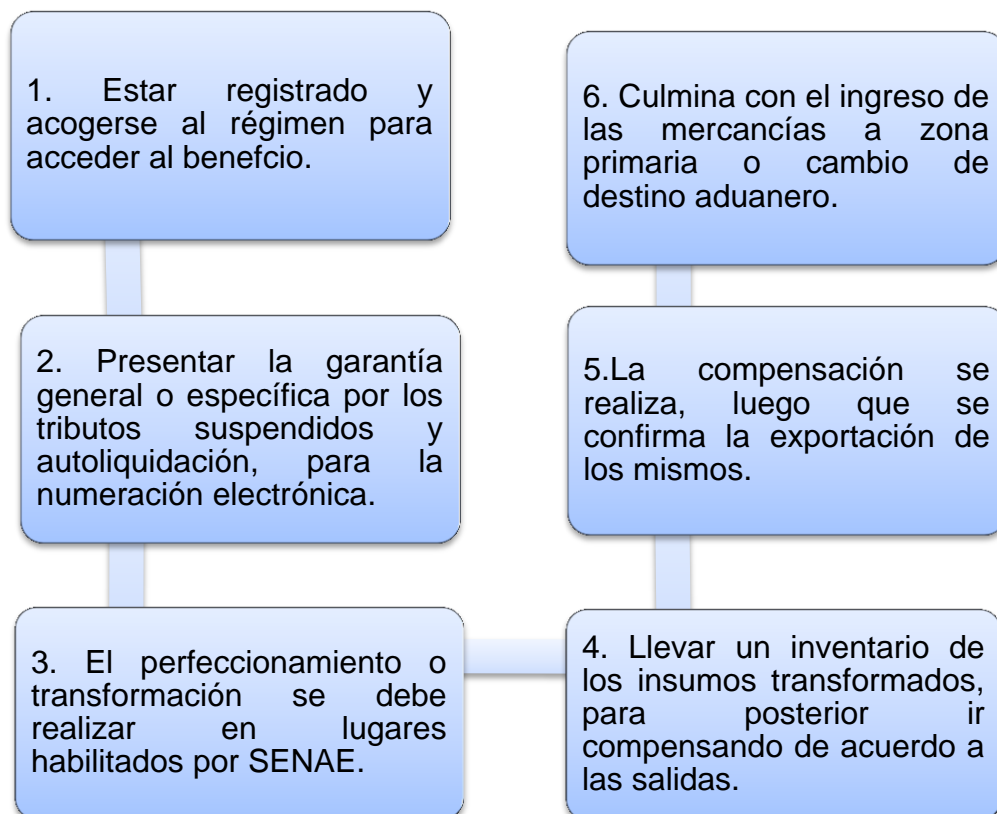 1. Estar registrado y
acogerse al régimen para
acceder al benefcio.
2. Presentar la garantía
general o específica por los
tributos suspendidos y
autoliquidación, para la
numeración electrónica.
3. El perfeccionamiento o
transformación se debe
realizar en lugares
habilitados por SENAE.
4. Llevar un inventario de
los insumos transformados,
para posterior ir
compensando de acuerdo a
las salidas.
5.La compensación se
realiza, luego que se
confirma la exportación de
los mismos.
6. Culmina con el ingreso de
las mercancías a zona
primaria o cambio de
destino aduanero.